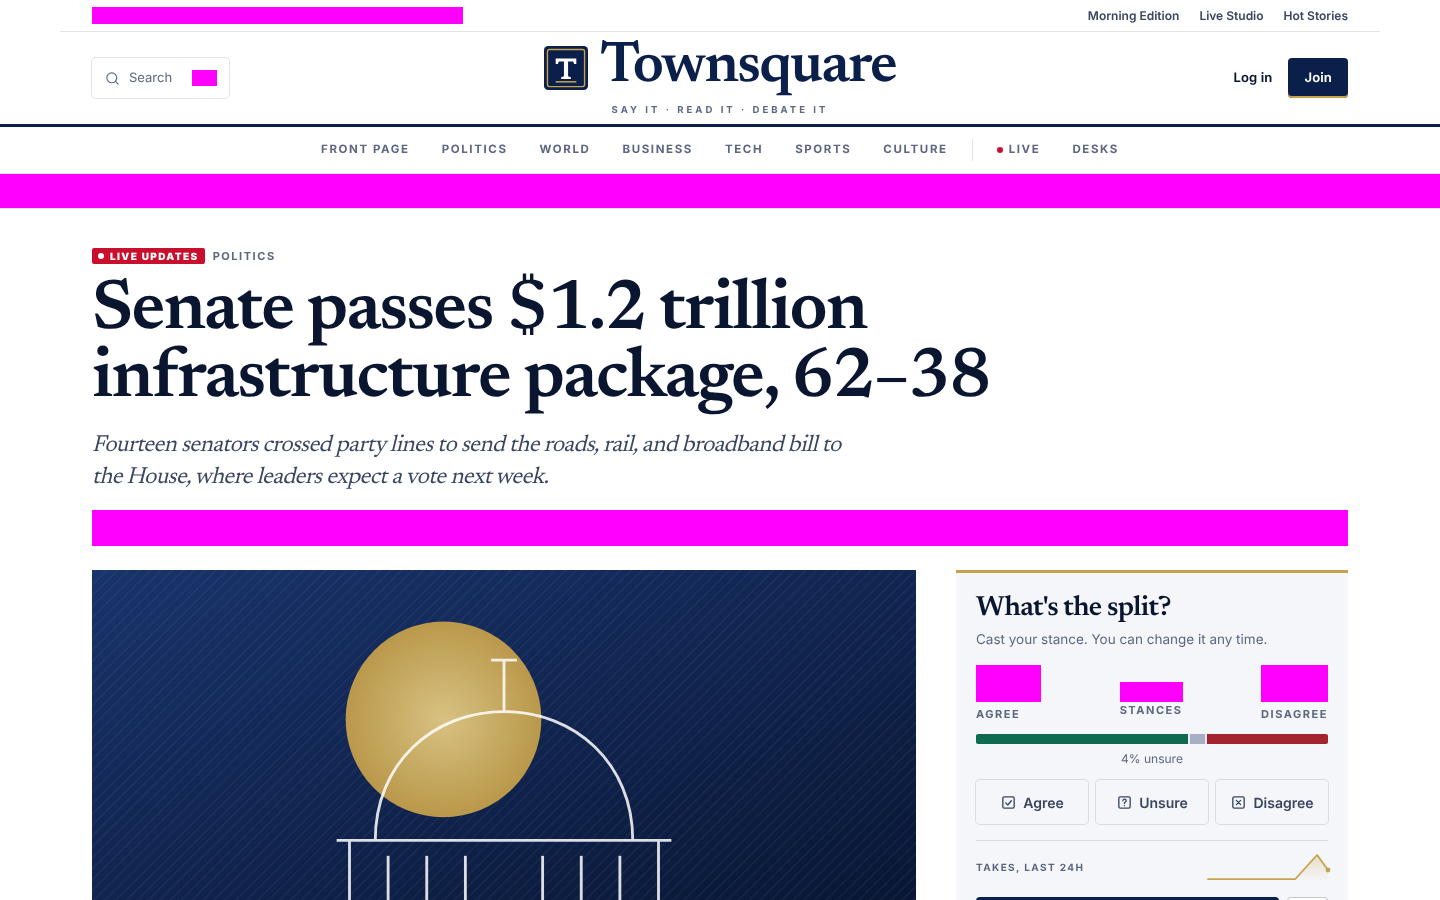 Morning Edition Live Studio Hot Stories
Search
T Townsquare
SAY IT · READ IT · DEBATE IT
Log in Join
FRONT PAGE POLITICS WORLD BUSINESS TECH SPORTS CULTURE LIVE DESKS
LIVE UPDATES POLITICS
Senate passes $1.2 trillion
infrastructure package, 62–38
Fourteen senators crossed party lines to send the roads, rail, and broadband bill to
the House, where leaders expect a vote next week.
What's the split?
Cast your stance. You can change it any time.
AGREE STANCES DISAGREE
4% unsure
Agree Unsure Disagree
TAKES, LAST 24H